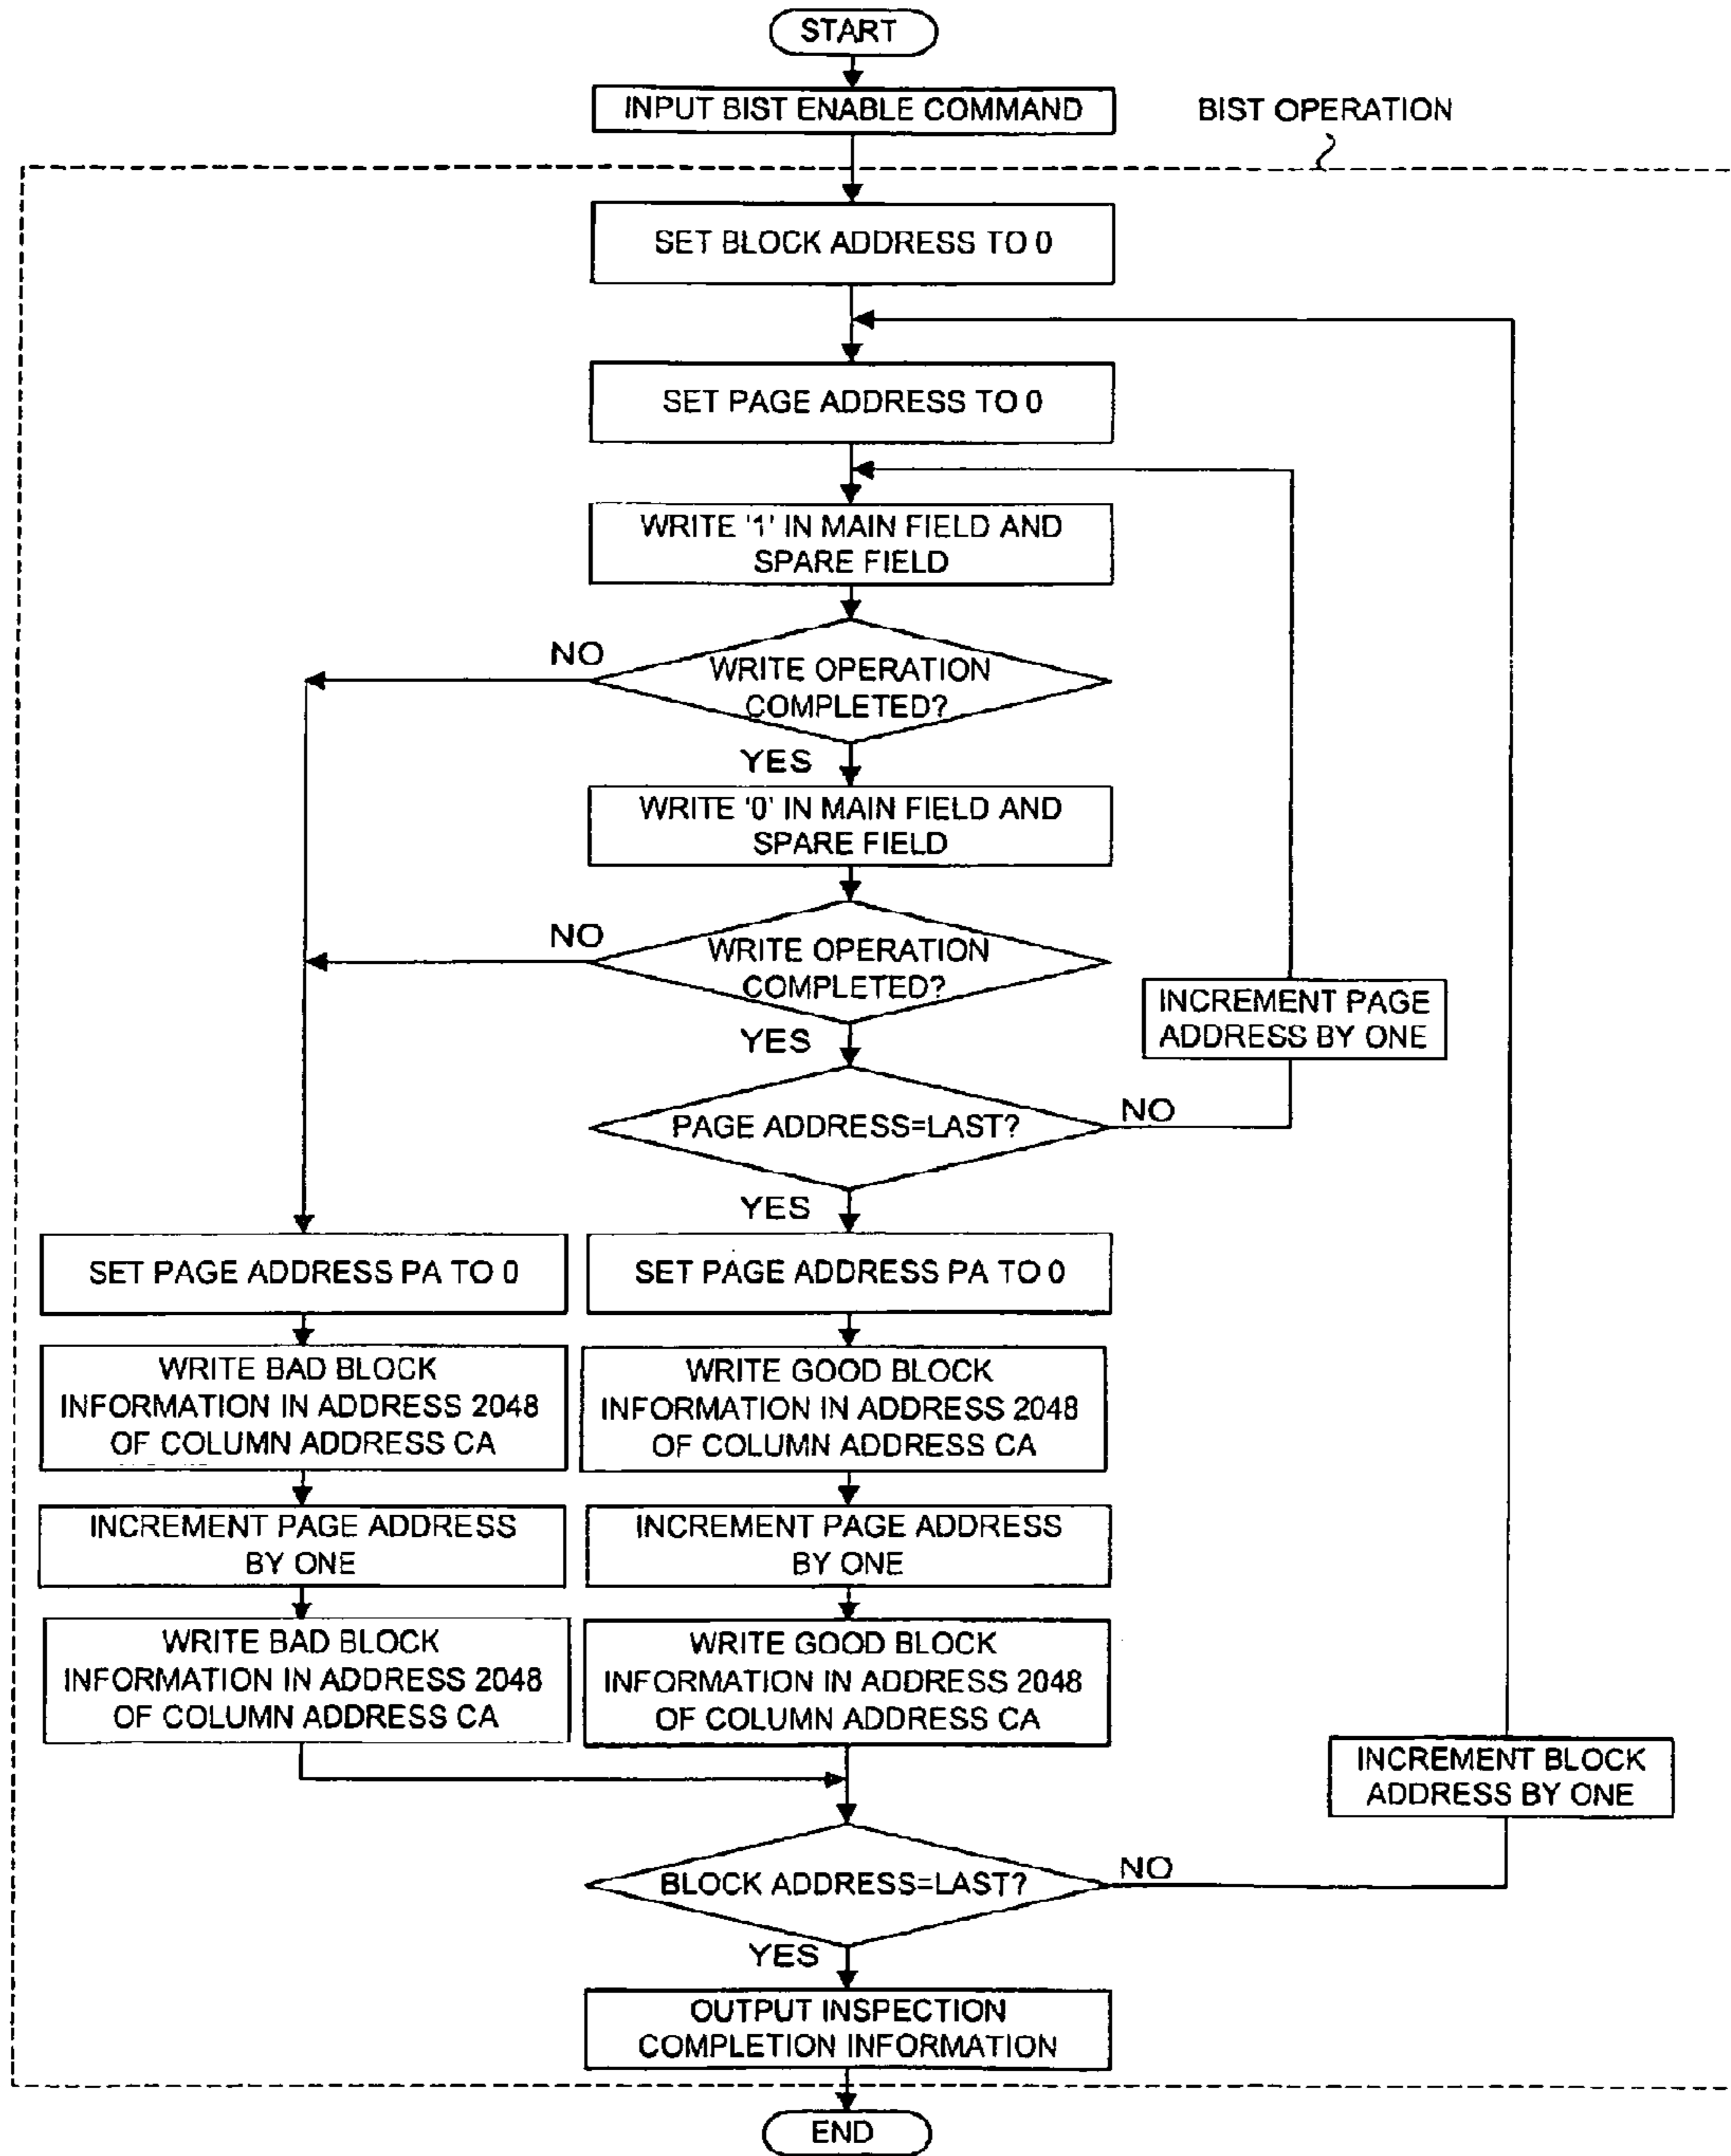 START
INPUT BIST ENABLE COMMAND
BIST OPERATION
SET BLOCK ADDRESS TO 0
SET PAGE ADDRESS TO 0
WRITE '1' IN MAIN FIELD AND
SPARE FIELD
NO
WRITE OPERATION
COMPLETED?
YES
WRITE '0' IN MAIN FIELD AND
SPARE FIELD
NO
WRITE OPERATION
COMPLETED?
INCREMENT PAGE
ADDRESS BY ONE
YES
PAGE ADDRESS=LAST?
NO
YES
SET PAGE ADDRESS PA TO 0
SET PAGE ADDRESS PA TO 0
WRITE BAD BLOCK
INFORMATION IN ADDRESS 2048
OF COLUMN ADDRESS CA
WRITE GOOD BLOCK
INFORMATION IN ADDRESS 2048
OF COLUMN ADDRESS CA
INCREMENT PAGE ADDRESS
BY ONE
INCREMENT PAGE ADDRESS
BY ONE
WRITE BAD BLOCK
INFORMATION IN ADDRESS 2048
OF COLUMN ADDRESS CA
WRITE GOOD BLOCK
INFORMATION IN ADDRESS 2048
OF COLUMN ADDRESS CA
INCREMENT BLOCK
ADDRESS BY ONE
BLOCK ADDRESS=LAST?
NO
YES
OUTPUT INSPECTION
COMPLETION INFORMATION
END